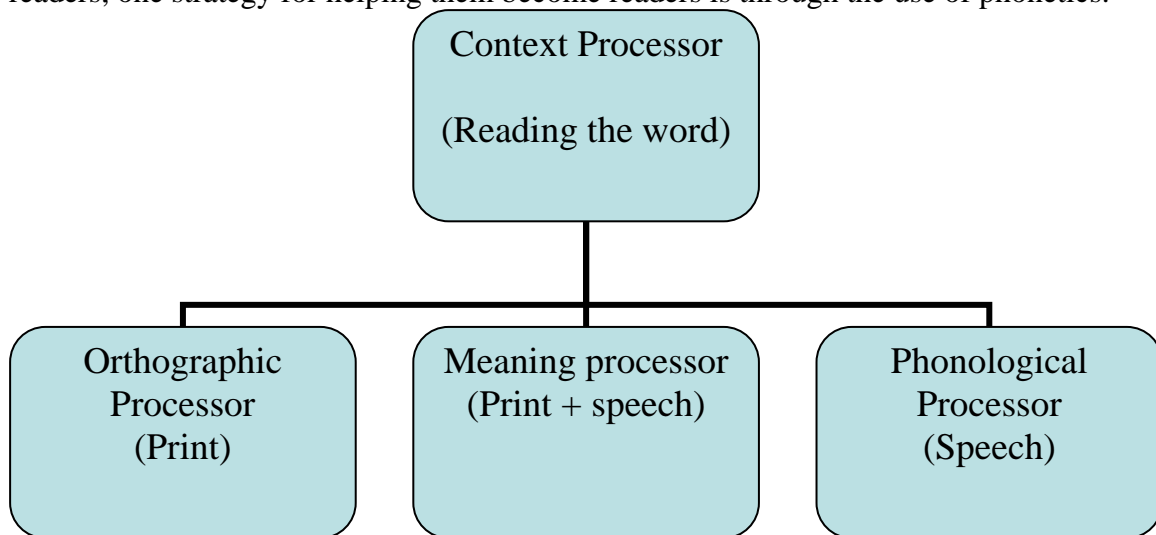 readers, one strategy for helping them become readers is through the use of phonetics.
Context Processor
(Reading the word)
Orthographic
Processor
(Print)
Meaning processor
(Print + speech)
Phonological
Processor
(Speech)